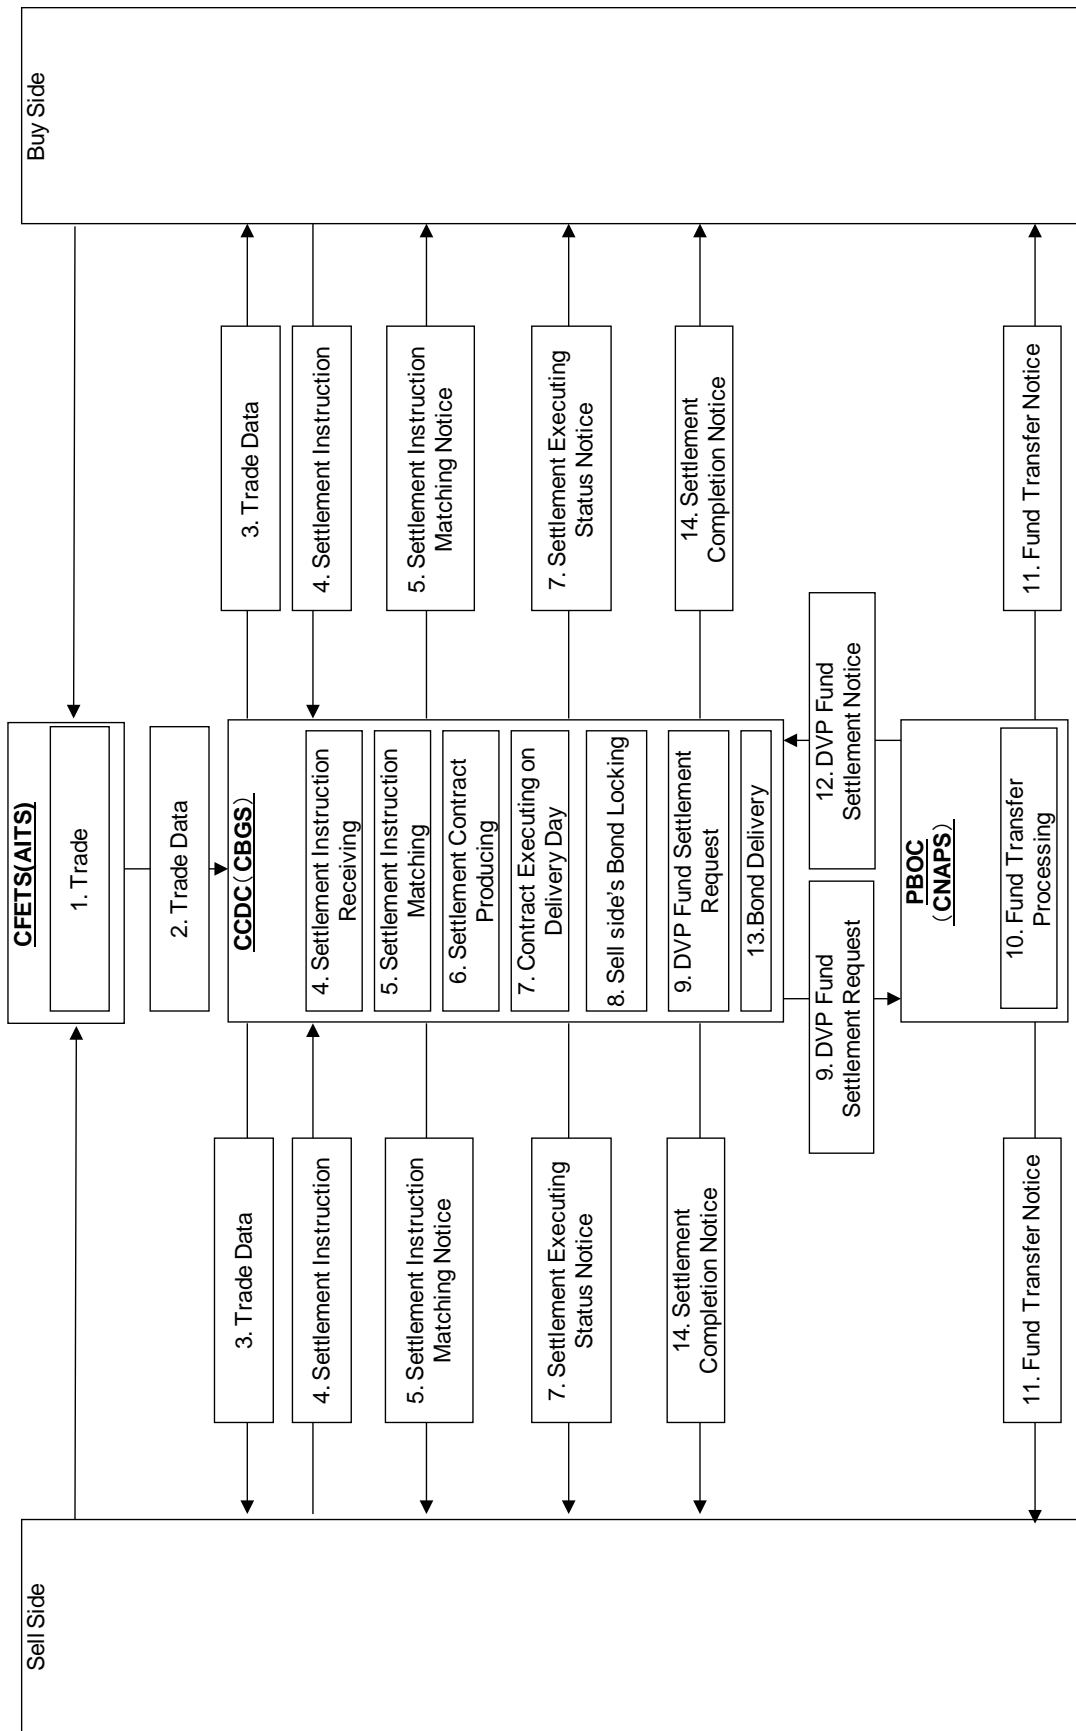 Sell Side
Buy Side
CFETS(AITS)
1. Trade
2. Trade Data
CCDC（CBGS）
3. Trade Data
3. Trade Data
4. Settlement Instruction
4. Settlement Instruction
Receiving
4. Settlement Instruction
5. Settlement Instruction
Matching Notice
5. Settlement Instruction
Matching
5. Settlement Instruction
Matching Notice
6. Settlement Contract
Producing
7. Settlement Executing
Status Notice
7. Contract Executing on
Delivery Day
7. Settlement Executing
Status Notice
8. Sell side's Bond Locking
14. Settlement
Completion Notice
9. DVP Fund Settlement
Request
14. Settlement
Completion Notice
13.Bond Delivery
9. DVP Fund
Settlement Request
12. DVP Fund
Settlement Notice
PBOC
（CNAPS）
11. Fund Transfer Notice
10. Fund Transfer
Processing
11. Fund Transfer Notice